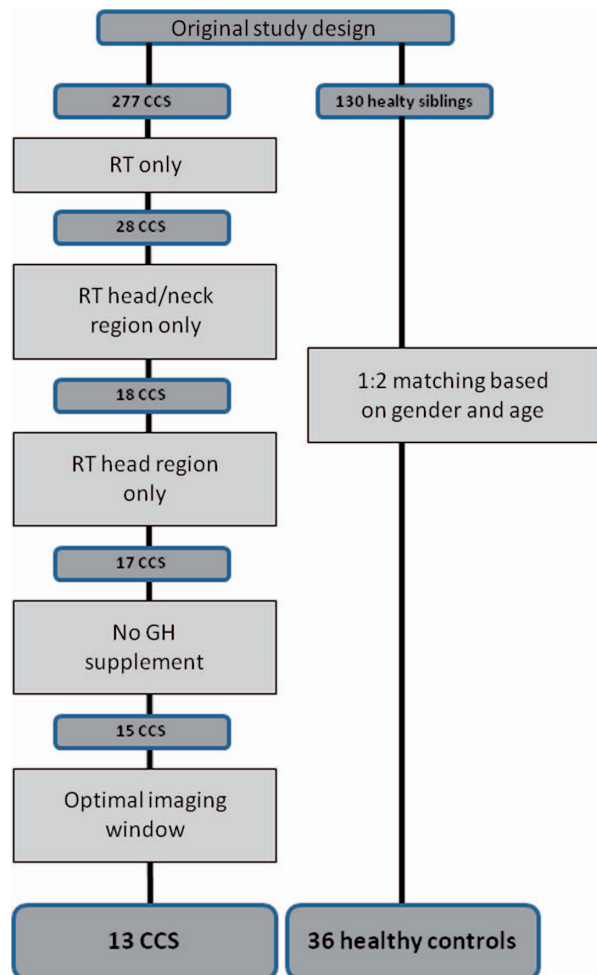 Original study design
277 CCS
130 healty siblings
RT only
28 CCS
RT head/neck
region only
1:2 matching based
on gender and age
18 CCS
RT head region
only
17 CCS
No GH
supplement
15 CCS
Optimal imaging
window
13 CCS
36 healthy controls